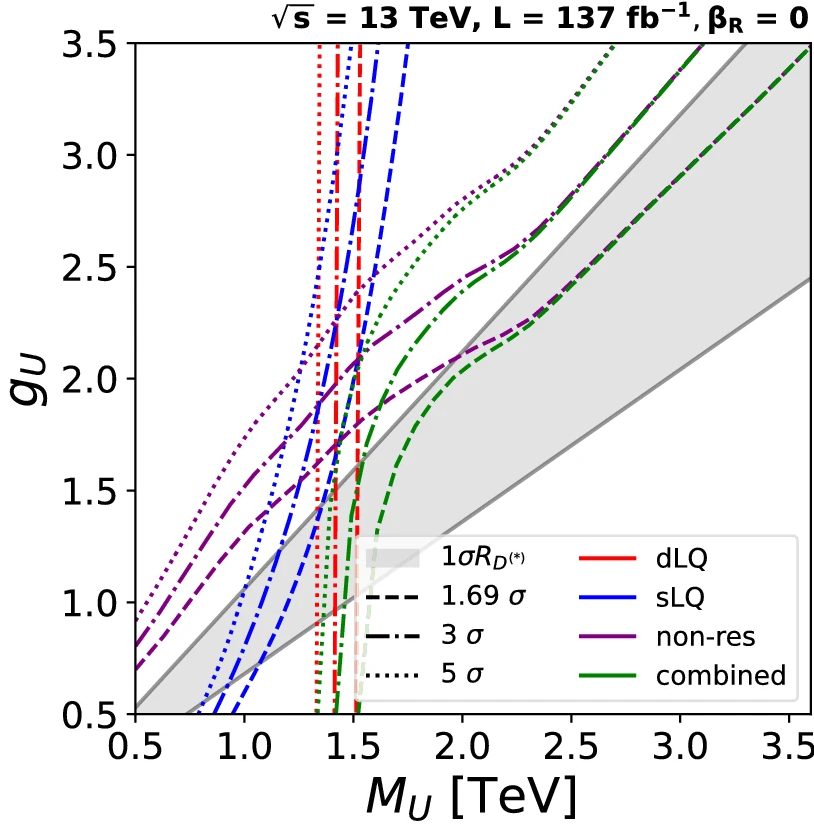 √s = 13 TeV, L = 137 fb⁻¹, βR = 0
3.5
3.0
2.5
2.0
1.5
1.0
0.5
gU
0.5 1.0 1.5 2.0 2.5 3.0 3.5
MU [TeV]
1σRD(*)
1.69 σ
3 σ
5 σ
dLQ
sLQ
non-res
combined